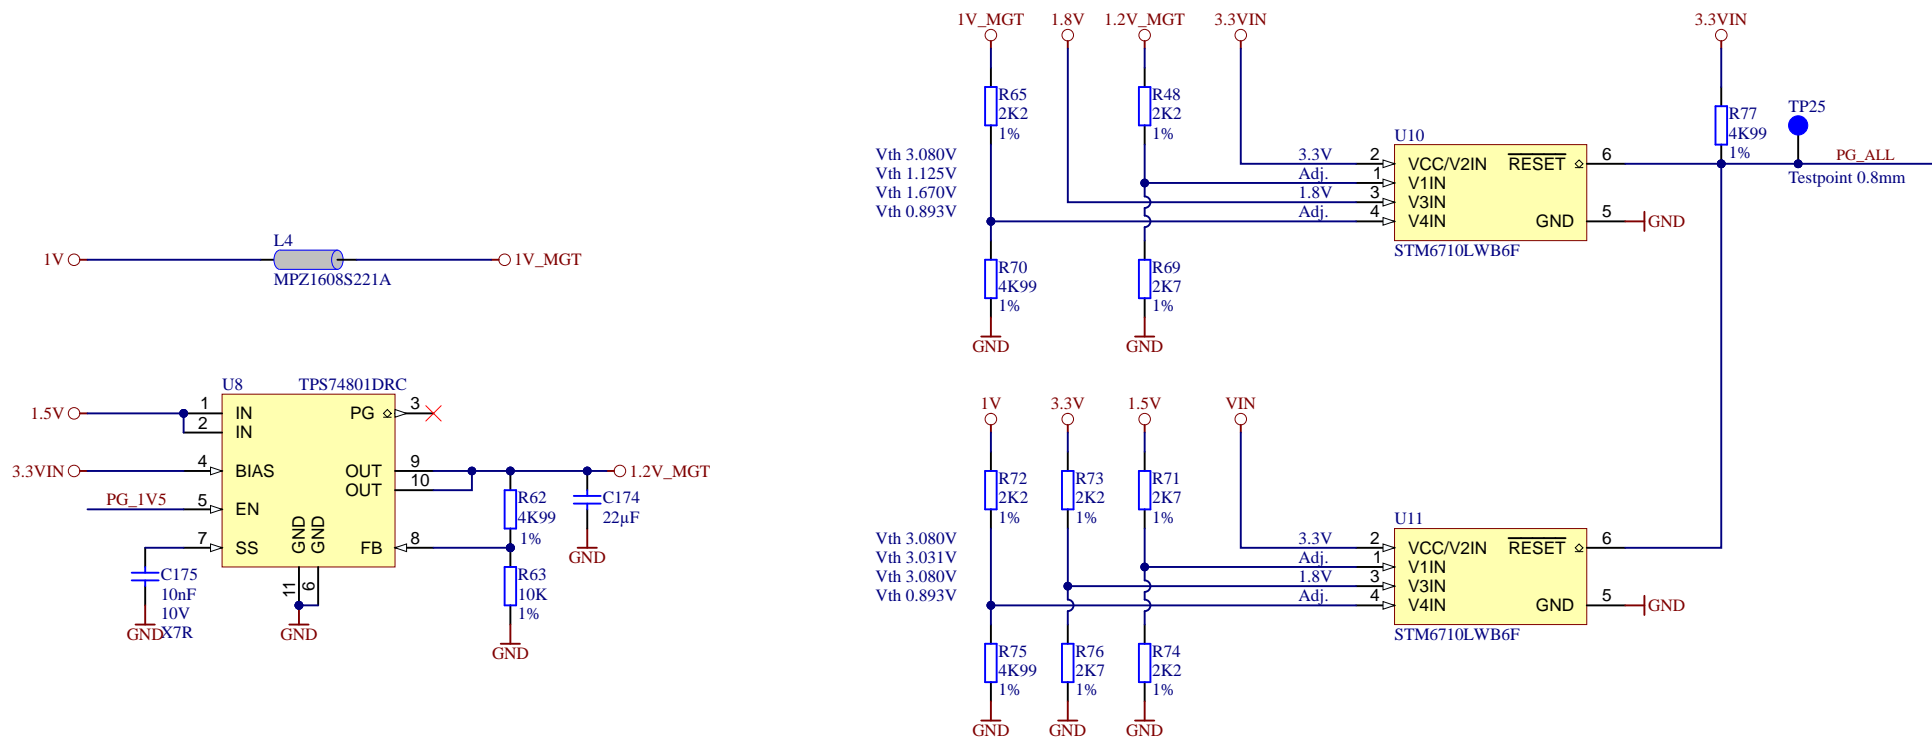 1V_MGT 1.8V 1.2V_MGT 3.3VIN 3.3VIN
R65
2K2
1%
R48
2K2
1%
R77
4K99
1%
TP25
PG_ALL
Testpoint 0.8mm
Vth 3.080V
Vth 1.125V
Vth 1.670V
Vth 0.893V
U10
3.3V 2 VCC/V2IN RESET 6
Adj. 1 V1IN
1.8V 3 V3IN
Adj. 4 V4IN GND 5 GND
STM6710LWB6F
R70
4K99
1%
R69
2K7
1%
GND GND
L4
1V 1V_MGT
MPZ1608S221A
U8 TPS74801DRC
1.5V 1 IN PG 3
2 IN
3.3VIN 4 BIAS OUT 9 1.2V_MGT
OUT 10
PG_1V5 5 EN
7 SS GND GND FB 8
11 6
R62
4K99
1%
C174
22µF
GND
R63
10K
1%
GND
C175
10nF
10V
X7R
GND
GND
1V 3.3V 1.5V VIN
R72
2K2
1%
R73
2K2
1%
R71
2K7
1%
Vth 3.080V
Vth 3.031V
Vth 3.080V
Vth 0.893V
U11
3.3V 2 VCC/V2IN RESET 6
Adj. 1 V1IN
1.8V 3 V3IN
Adj. 4 V4IN GND 5 GND
STM6710LWB6F
R75
4K99
1%
R76
2K7
1%
R74
2K2
1%
GND GND GND